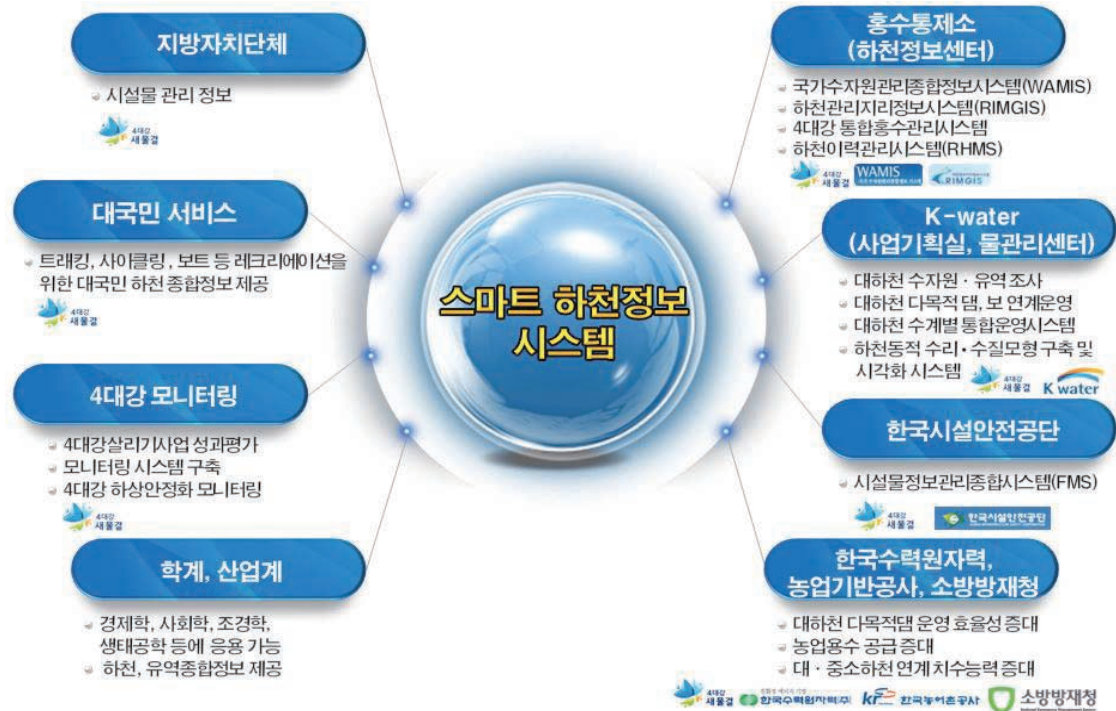 지방자치단체
시설물 관리 정보
4대강
새물결
대국민 서비스
트래킹, 사이클링, 보트 등 레크리에이션을
위한 대국민 하천 종합정보 제공
4대강
새물결
4대강 모니터링
4대강살리기사업 성과평가
모니터링 시스템 구축
4대강 하상안정화 모니터링
4대강
새물결
학계, 산업계
경제학, 사회학, 조경학,
생태공학 등에 응용 가능
하천, 유역종합정보 제공
스마트 하천정보
시스템
홍수통제소
(하천정보센터)
국가수자원관리종합정보시스템(WAMIS)
하천관리지리정보시스템(RIMGIS)
4대강 통합홍수관리시스템
하천이력관리시스템(RHMS)
4대강
새물결
WAMIS
RIMGIS
K-water
(사업기획실, 물관리센터)
대하천 수자원·유역 조사
대하천 다목적 댐, 보 연계운영
대하천 수계별 통합운영시스템
하천동적 수리·수질모형 구축 및
시각화 시스템
4대강
새물결
K water
한국시설안전공단
시설물정보관리종합시스템(FMS)
4대강
새물결
한국시설안전공단
한국수력원자력,
농업기반공사, 소방방재청
대하천 다목적댐 운영 효율성 증대
농업용수 공급 증대
대·중소하천 연계 치수능력 증대
4대강
새물결
한국수력원자력(주)
한국농어촌공사
소방방재청